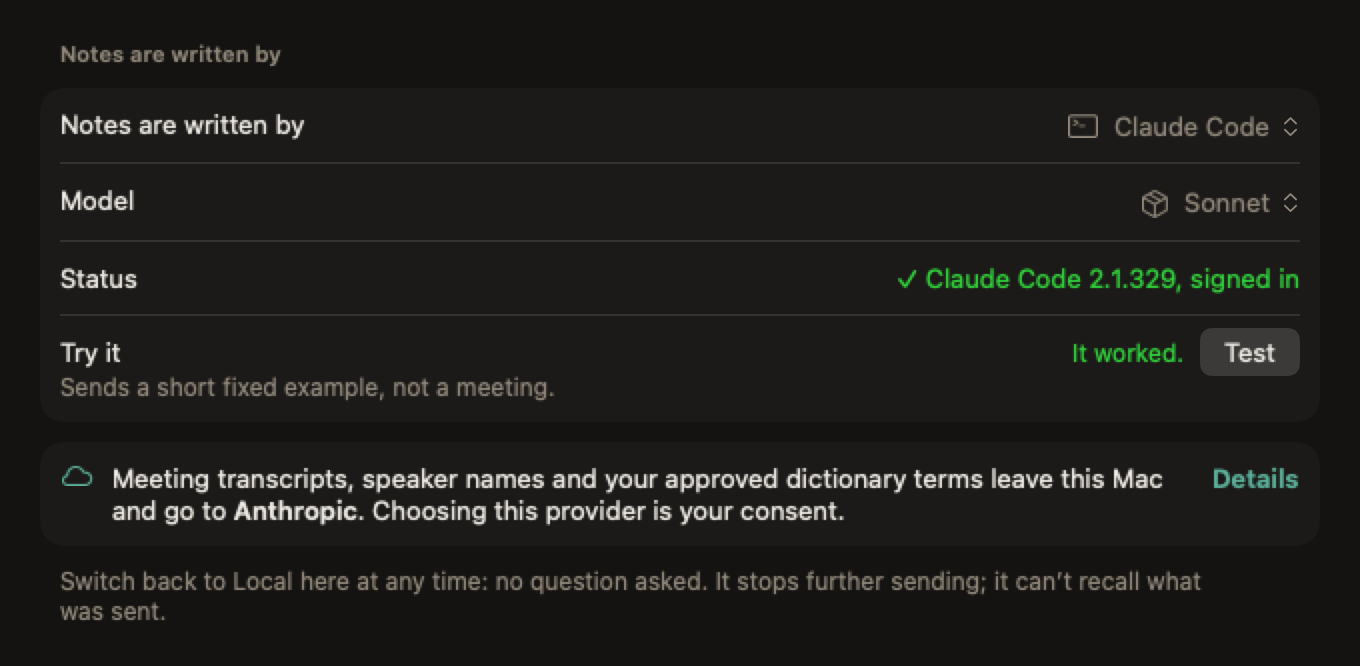 Notes are written by
Notes are written by
Claude Code
Model
Sonnet
Status
✓ Claude Code 2.1.329, signed in
Try it
It worked.
Test
Sends a short fixed example, not a meeting.
Meeting transcripts, speaker names and your approved dictionary terms leave this Mac
and go to Anthropic. Choosing this provider is your consent.
Details
Switch back to Local here at any time: no question asked. It stops further sending; it can’t recall what
was sent.